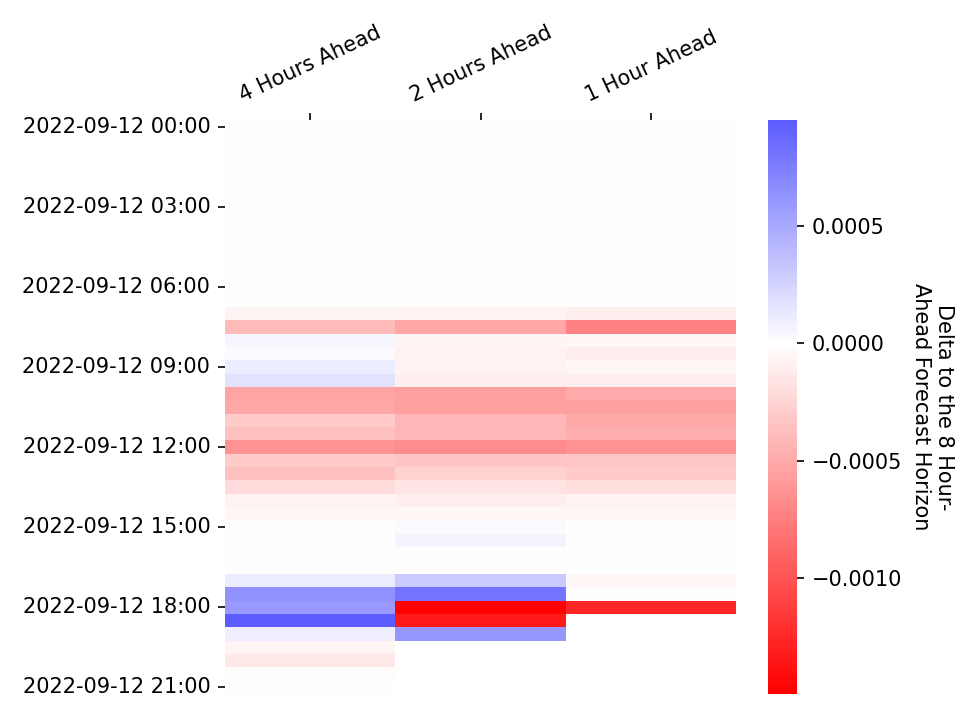 4 Hours Ahead
2 Hours Ahead
1 Hour Ahead
2022-09-12 00:00
2022-09-12 03:00
2022-09-12 06:00
2022-09-12 09:00
2022-09-12 12:00
2022-09-12 15:00
2022-09-12 18:00
2022-09-12 21:00
0.0005
0.0000
−0.0005
−0.0010
Delta to the 8 Hour-
Ahead Forecast Horizon